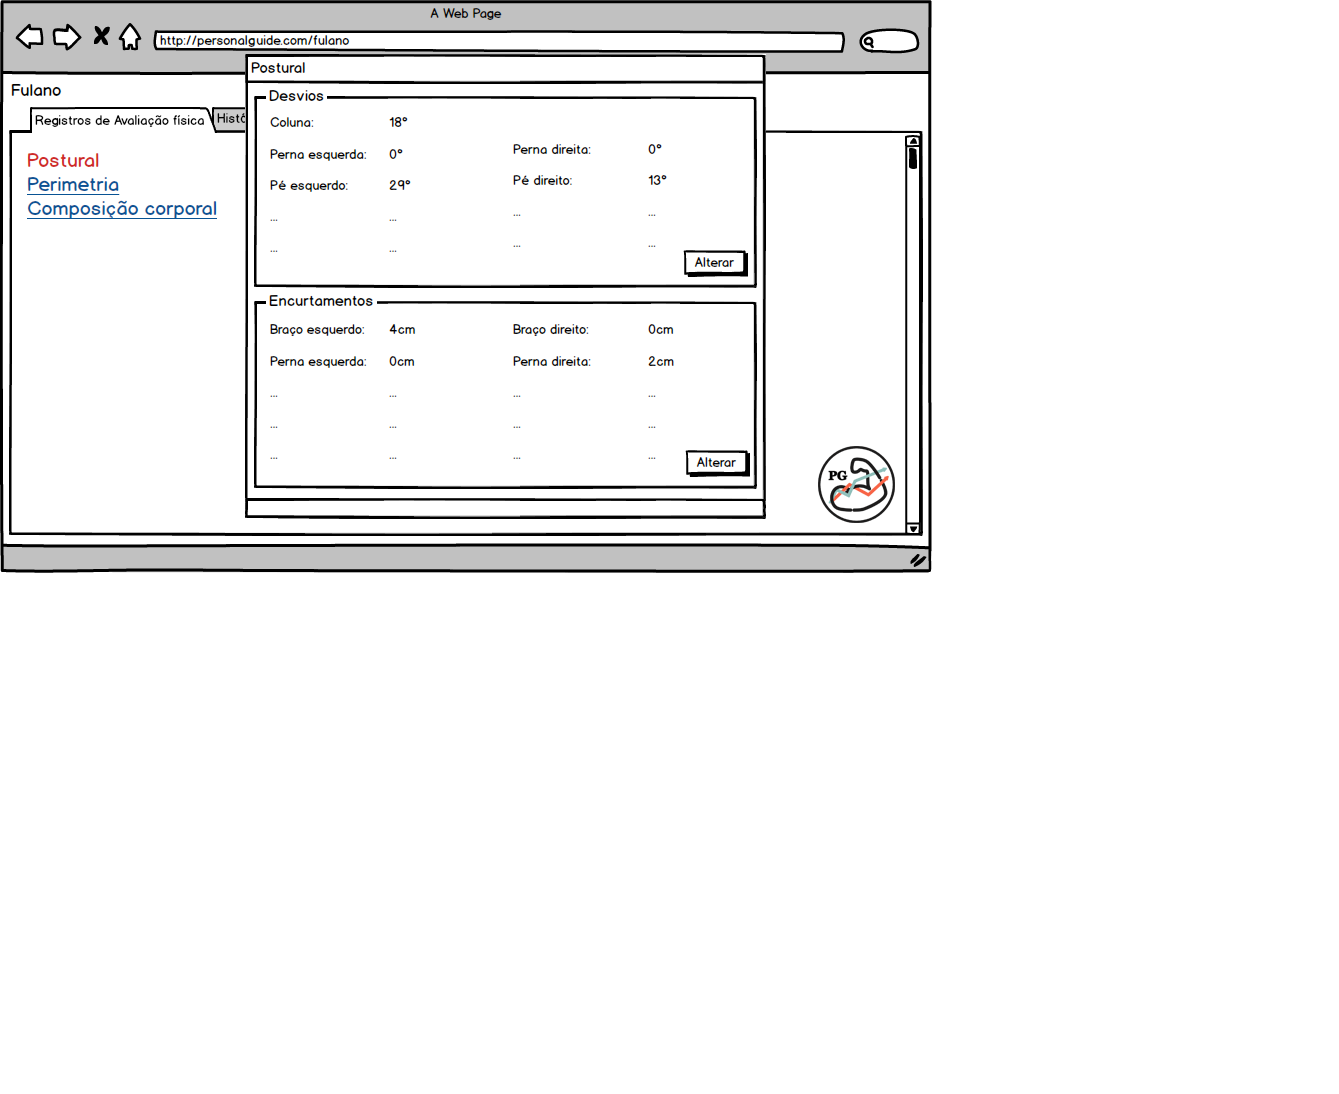 A Web Page
http://personalguide.com/fulano
Postural
Fulano
Registros de Avaliação física
Histó
Postural
Perimetria
Composição corporal
Desvios
Coluna: 18°
Perna esquerda: 0° Perna direita: 0°
Pé esquerdo: 29° Pé direito: 13°
... ... ... ...
... ... ... ...
Alterar
Encurtamentos
Braço esquerdo: 4cm Braço direito: 0cm
Perna esquerda: 0cm Perna direita: 2cm
... ... ... ...
... ... ... ...
... ... ... ...
Alterar
PG